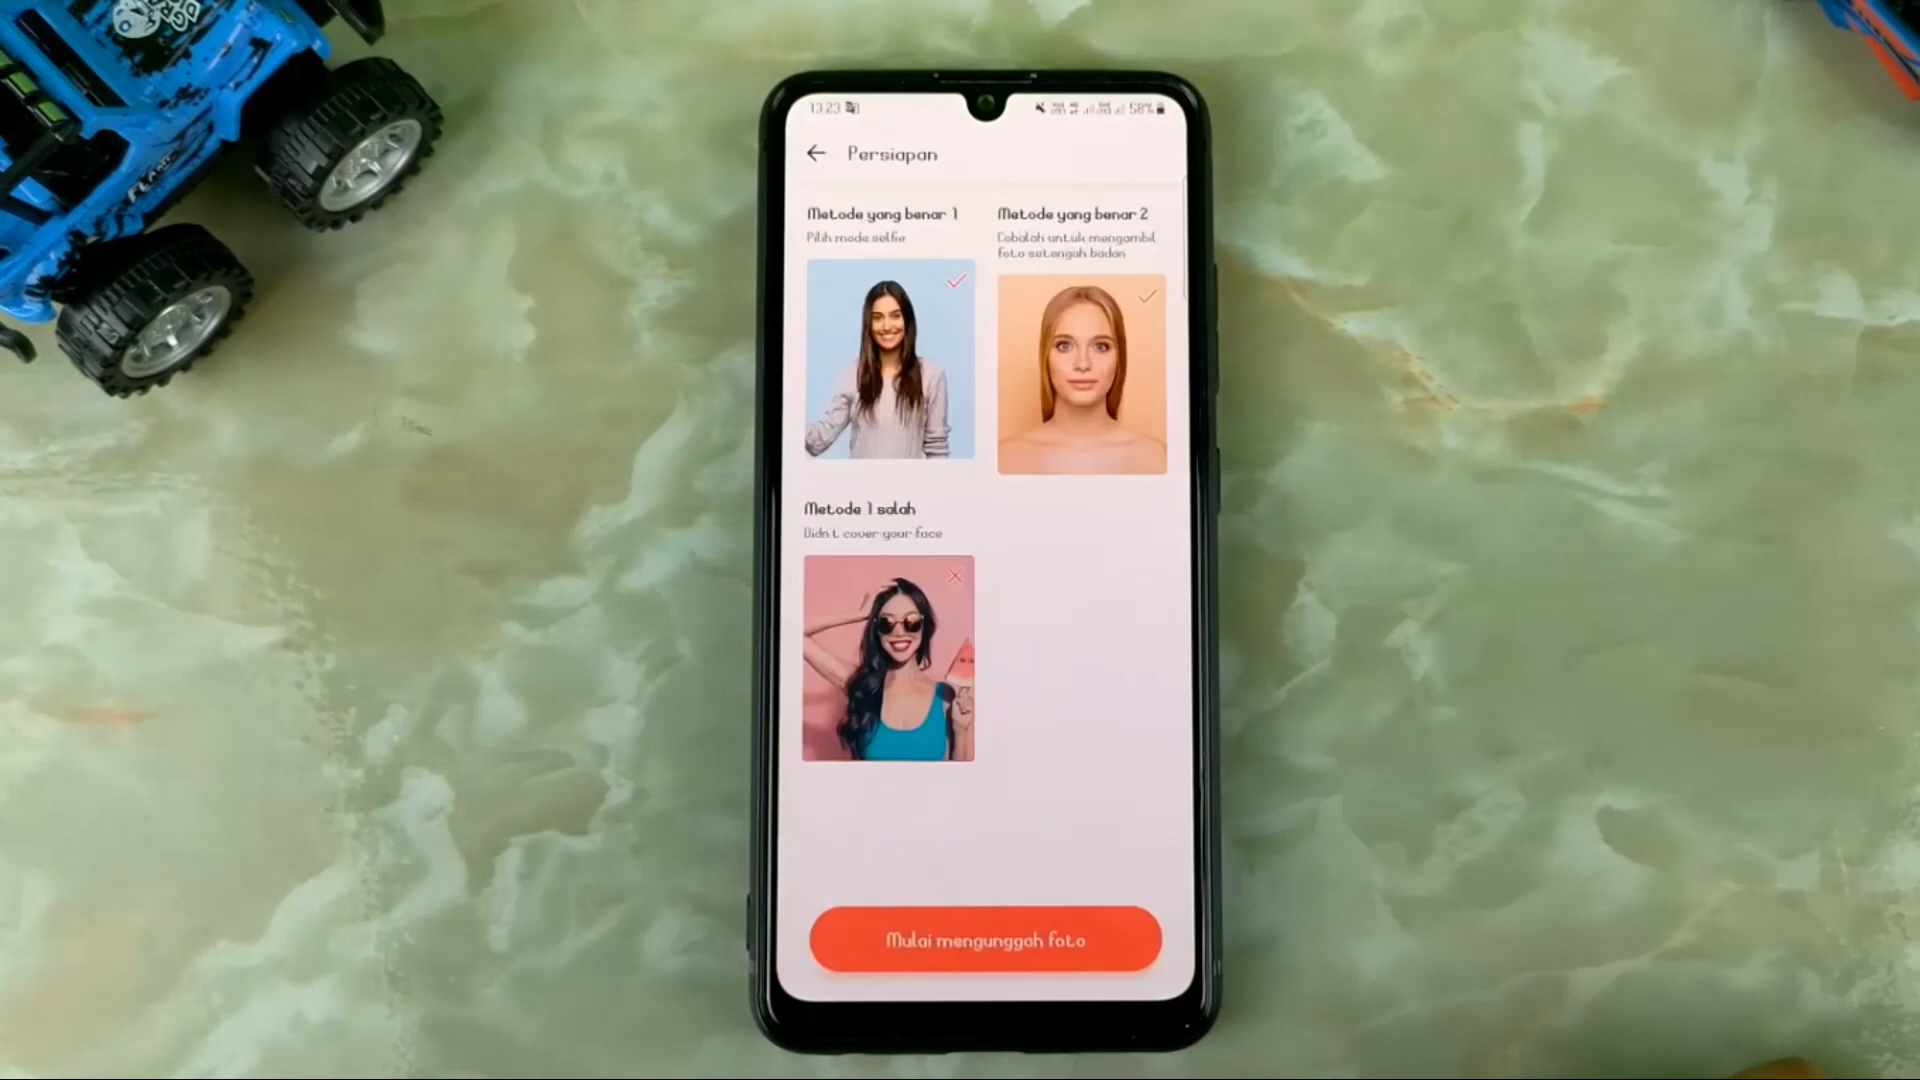 13.23
58%
Persiapan
Metode yang benar 1
Pilih mode selfie
Metode yang benar 2
Cobalah untuk mengambil
foto setengah badan
Metode 1 salah
Didn't cover your face
Mulai mengunggah foto